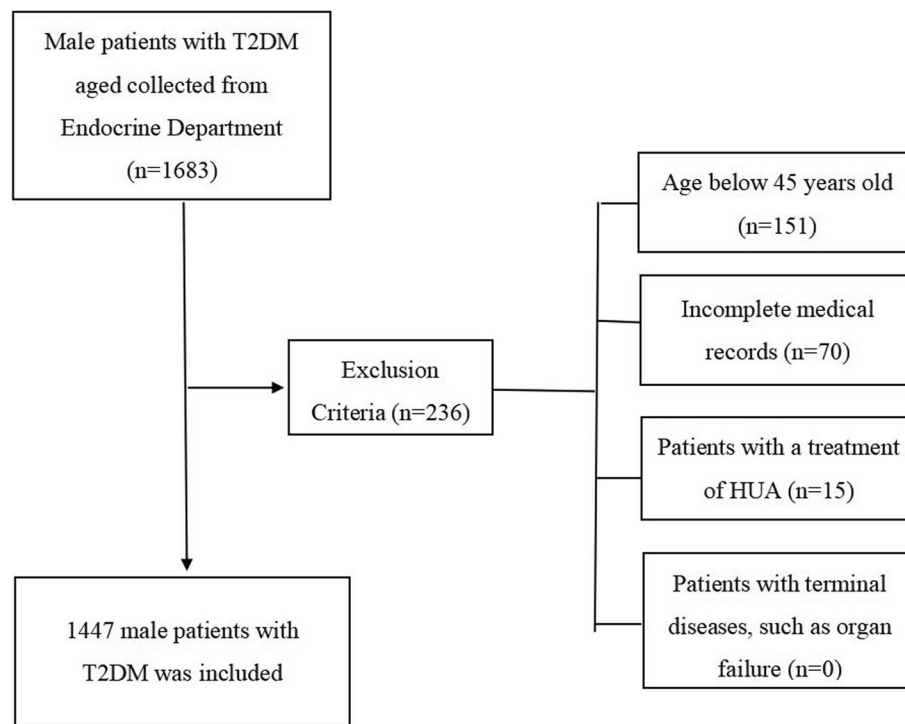 Male patients with T2DM
aged collected from
Endocrine Department
(n=1683)
Age below 45 years old
(n=151)
Incomplete medical
records (n=70)
Exclusion
Criteria (n=236)
Patients with a treatment
of HUA (n=15)
Patients with terminal
diseases, such as organ
failure (n=0)
1447 male patients with
T2DM was included